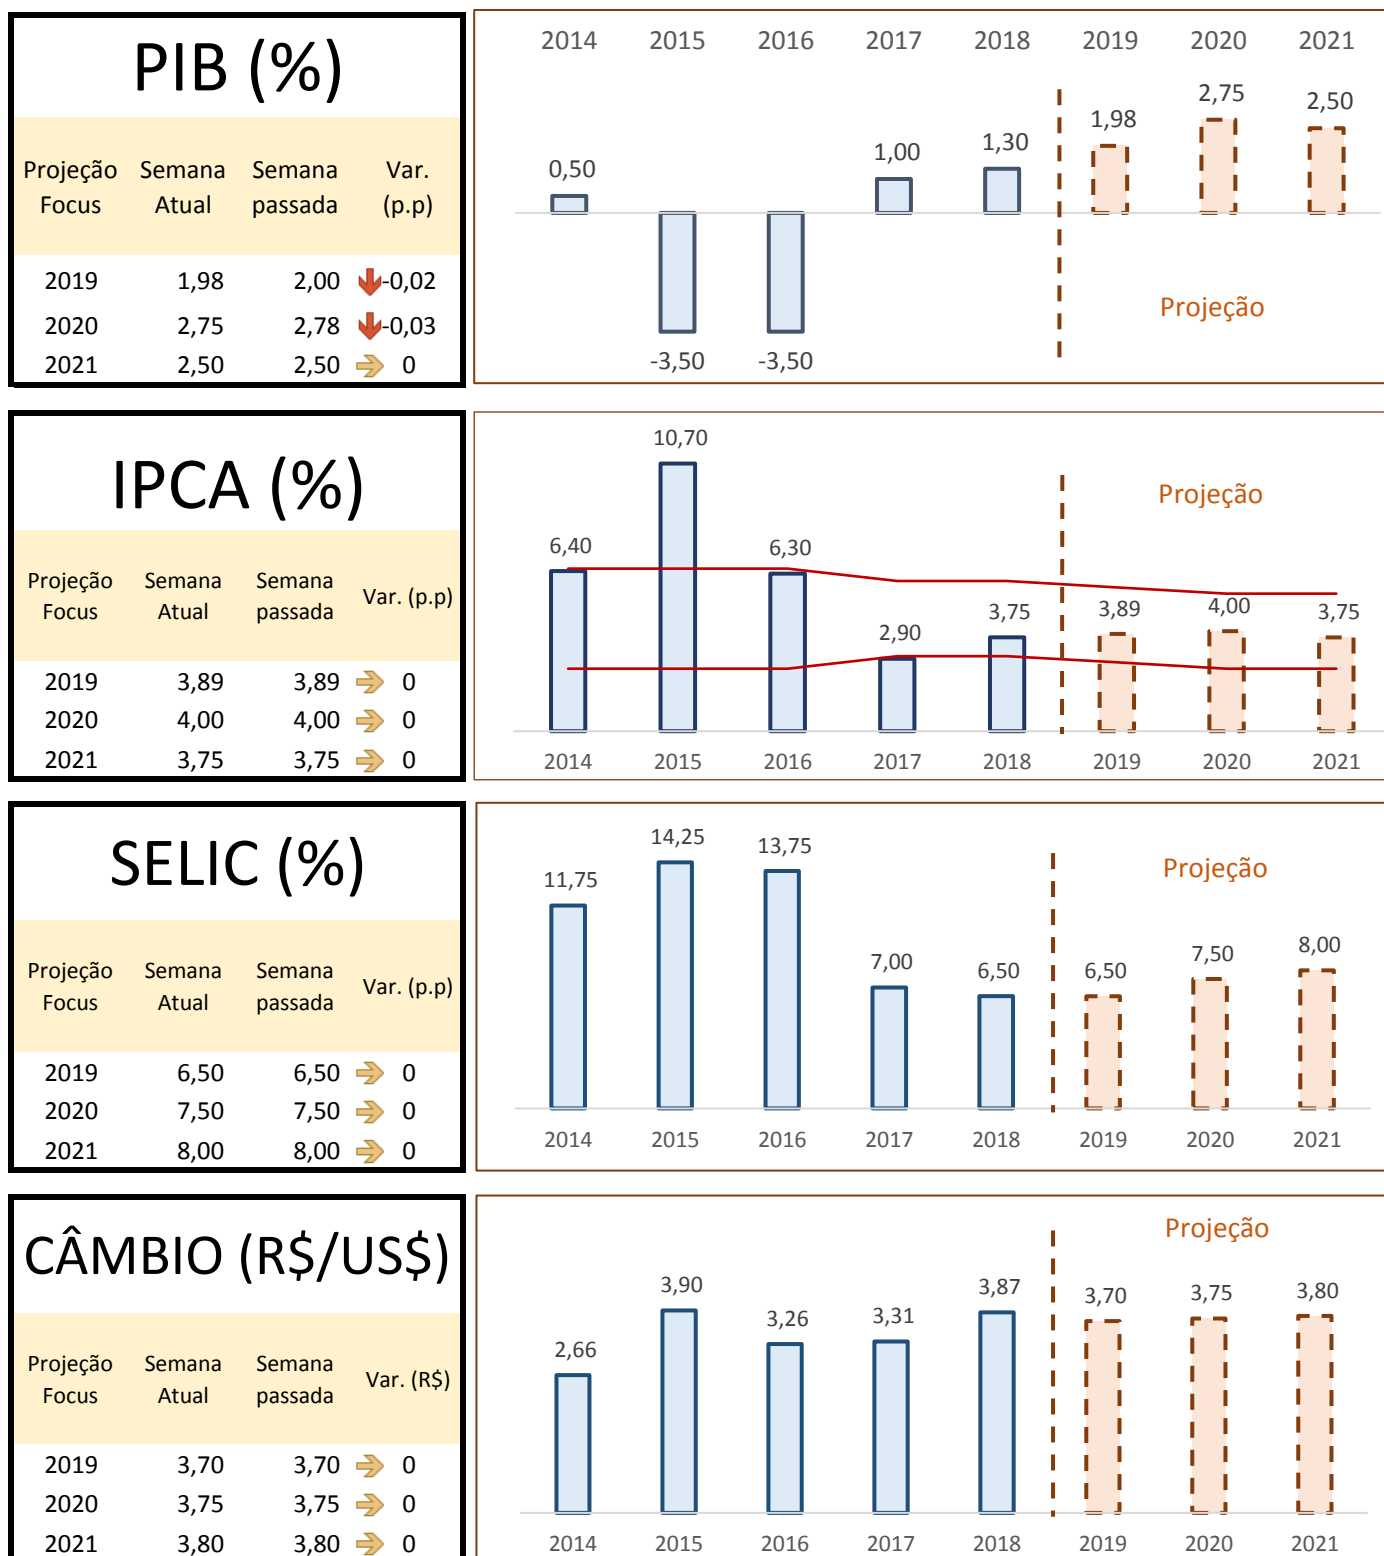 PIB (%)
Projeção Semana Semana Var.
Focus Atual passada (p.p)
2019 1,98 2,00 -0,02
2020 2,75 2,78 -0,03
2021 2,50 2,50 0
2014 2015 2016 2017 2018 2019 2020 2021
0,50 1,00 1,30 1,98 2,75 2,50
-3,50 -3,50
Projeção
IPCA (%)
Projeção Semana Semana Var. (p.p)
Focus Atual passada
2019 3,89 3,89 0
2020 4,00 4,00 0
2021 3,75 3,75 0
Projeção
6,40 10,70 6,30 2,90 3,75 3,89 4,00 3,75
2014 2015 2016 2017 2018 2019 2020 2021
SELIC (%)
Projeção Semana Semana Var. (p.p)
Focus Atual passada
2019 6,50 6,50 0
2020 7,50 7,50 0
2021 8,00 8,00 0
Projeção
11,75 14,25 13,75 7,00 6,50 6,50 7,50 8,00
2014 2015 2016 2017 2018 2019 2020 2021
CÂMBIO (R$/US$)
Projeção Semana Semana Var. (R$)
Focus Atual passada
2019 3,70 3,70 0
2020 3,75 3,75 0
2021 3,80 3,80 0
Projeção
2,66 3,90 3,26 3,31 3,87 3,70 3,75 3,80
2014 2015 2016 2017 2018 2019 2020 2021